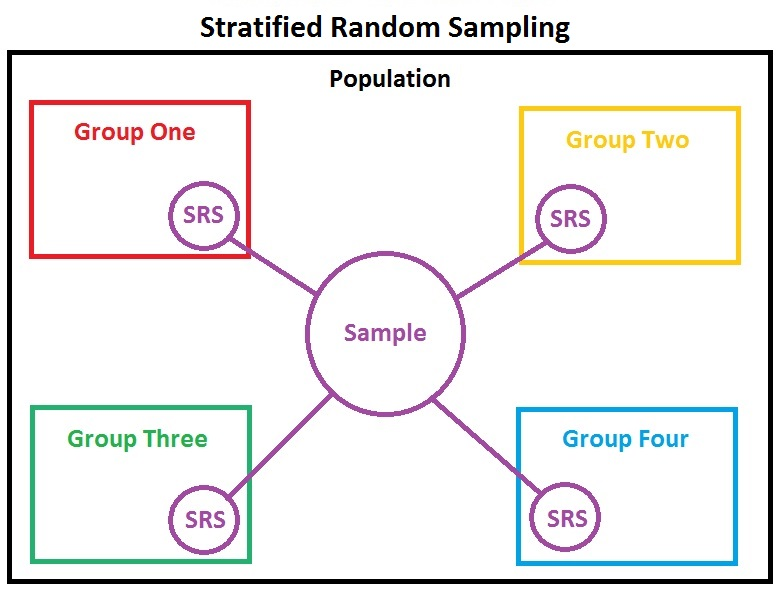 Stratified Random Sampling
Population
Group One
SRS
Group Two
SRS
Sample
Group Three
SRS
Group Four
SRS